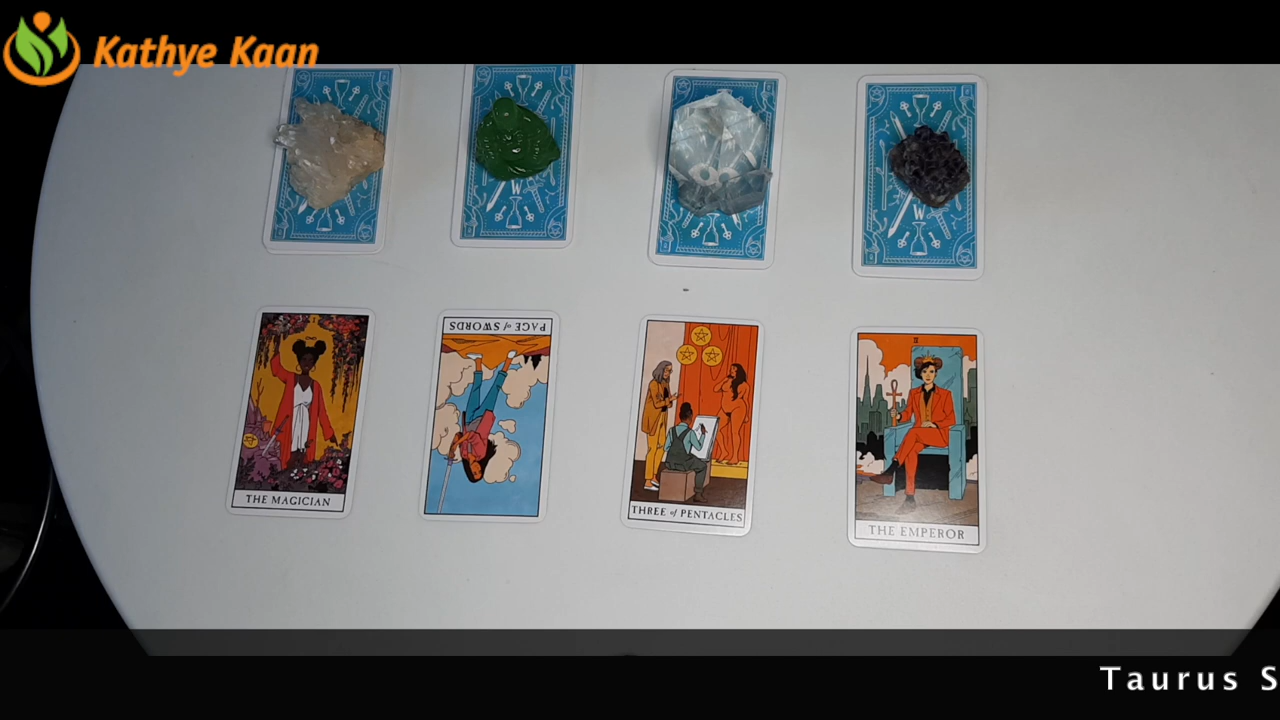 Kathye Kaan
W
W
W
THE MAGICIAN
PAGE of SWORDS
THREE of PENTACLES
THE EMPEROR
Taurus S